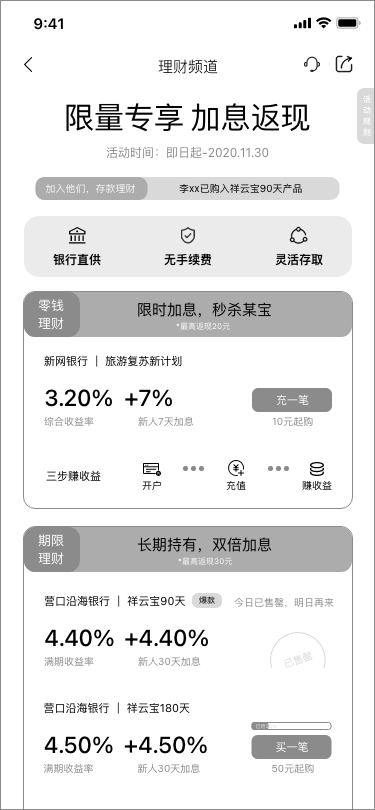 9:41
理财频道
活动规则
限量专享 加息返现
活动时间：即日起-2020.11.30
加入他们，存款理财
李xx已购入祥云宝90天产品
银行直供
无手续费
灵活存取
零钱
理财
限时加息，秒杀某宝
*最高返现20元
新网银行 | 旅游复苏新计划
3.20% +7%
充一笔
综合收益率
新人7天加息
10元起购
三步赚收益
开户
充值
赚收益
期限
理财
长期持有，双倍加息
*最高返现30元
营口沿海银行 | 祥云宝90天
爆款
今日已售罄，明日再来
4.40% +4.40%
已售罄
满期收益率
新人30天加息
营口沿海银行 | 祥云宝180天
4.50% +4.50%
买一笔
满期收益率
新人30天加息
50元起购